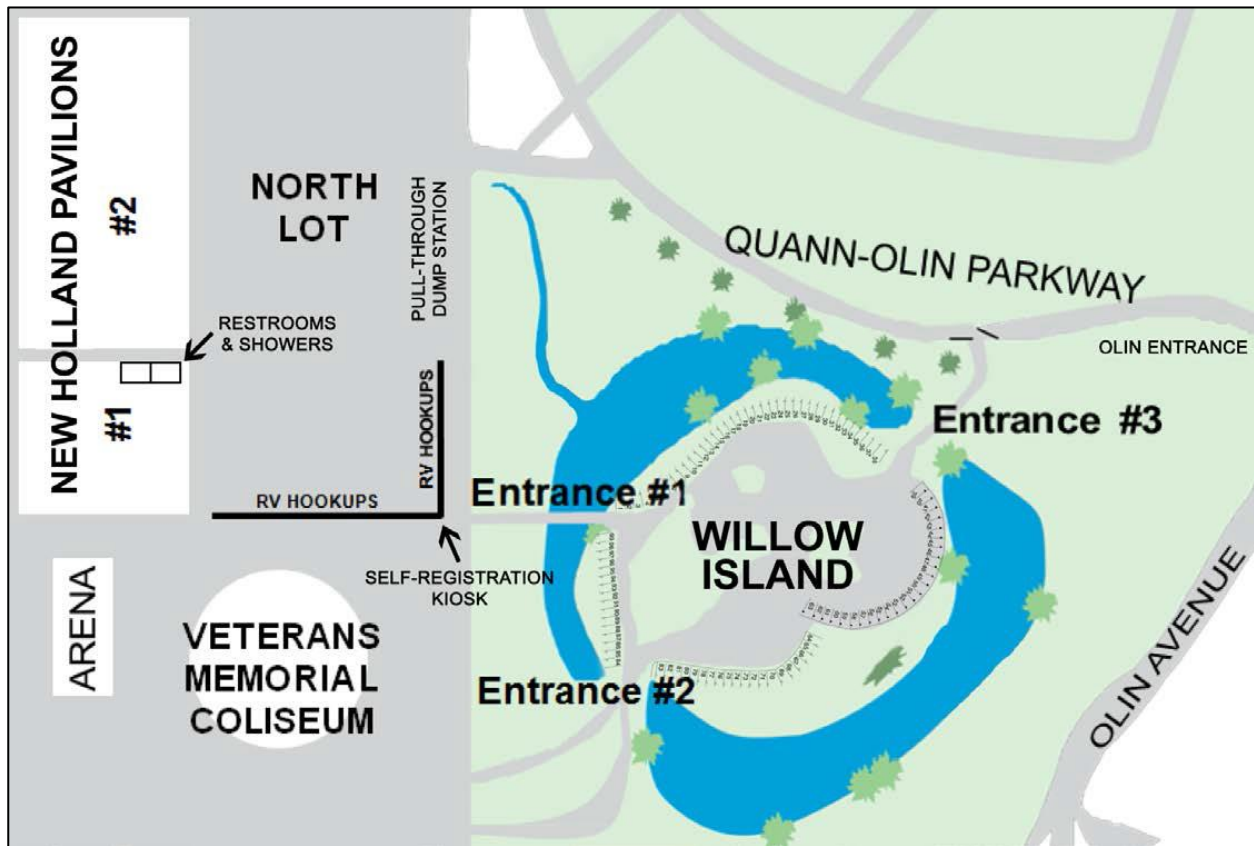 NEW HOLLAND PAVILIONS
#2
#1
NORTH
LOT
PULL-THROUGH
DUMP STATION
RESTROOMS
& SHOWERS
RV HOOKUPS
RV HOOKUPS
SELF-REGISTRATION
KIOSK
ARENA
VETERANS
MEMORIAL
COLISEUM
QUANN-OLIN PARKWAY
OLIN ENTRANCE
Entrance #3
Entrance #1
WILLOW
ISLAND
Entrance #2
OLIN AVENUE